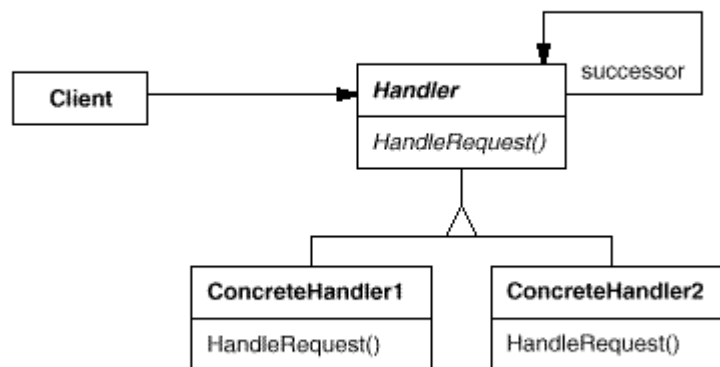 successor
Client
Handler
HandleRequest()
ConcreteHandler1
ConcreteHandler2
HandleRequest()
HandleRequest()